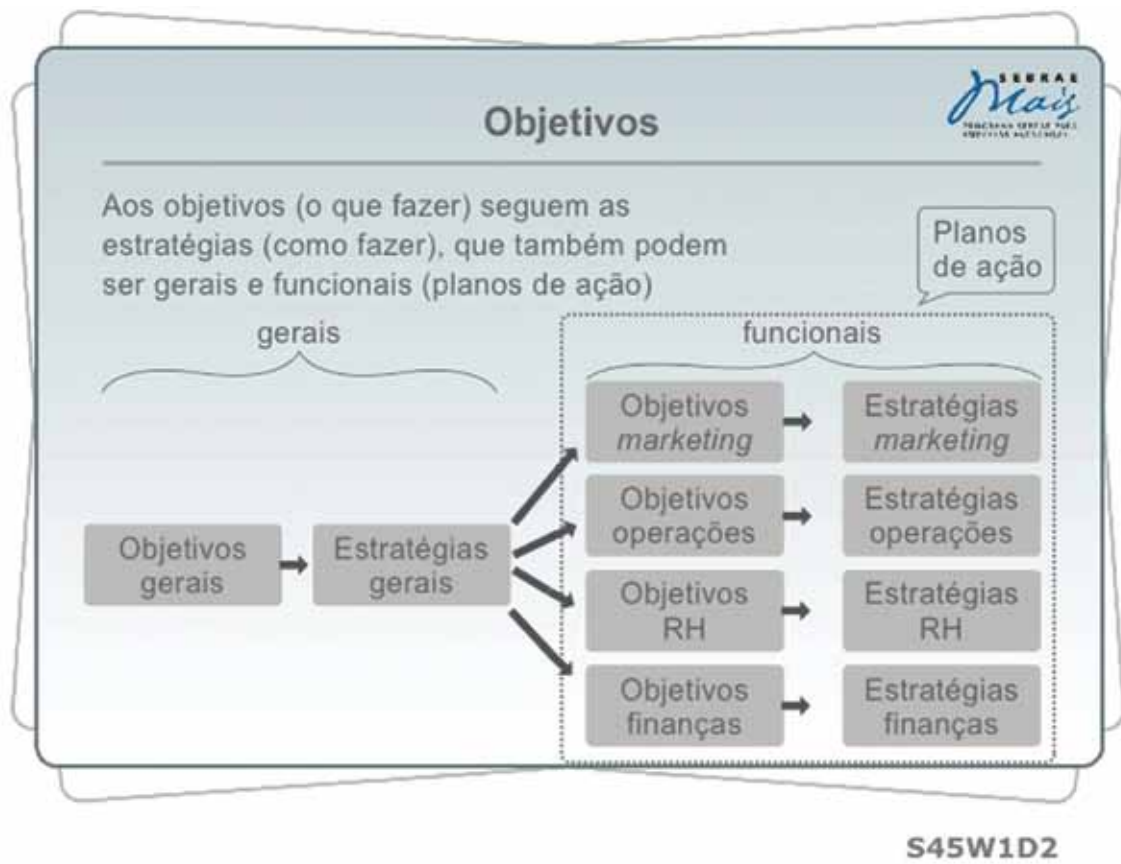 SEBRAE
Mais
Objetivos
Aos objetivos (o que fazer) seguem as
estratégias (como fazer), que também podem
ser gerais e funcionais (planos de ação)
Planos
de ação
gerais
funcionais
Objetivos
gerais
Estratégias
gerais
Objetivos
marketing
Estratégias
marketing
Objetivos
operações
Estratégias
operações
Objetivos
RH
Estratégias
RH
Objetivos
finanças
Estratégias
finanças
S45W1D2